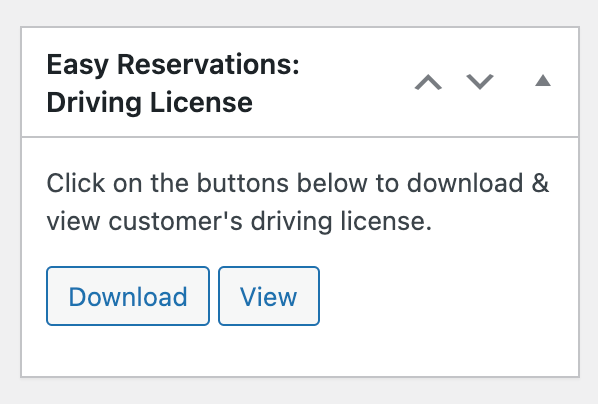 Easy Reservations:
Driving License
Click on the buttons below to download &
view customer's driving license.
Download
View